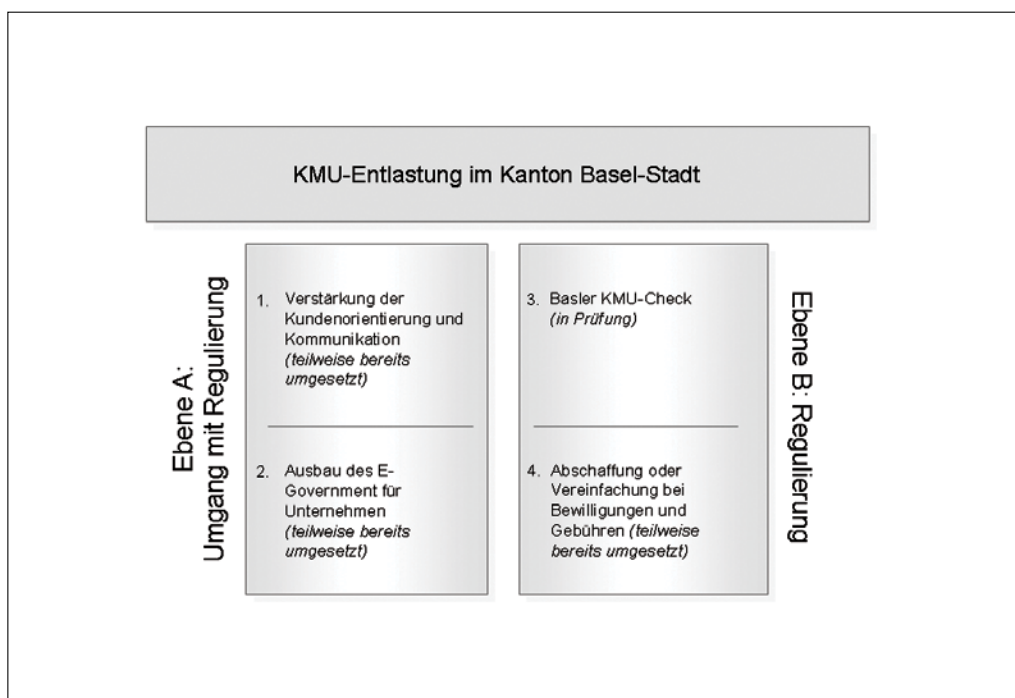 KMU-Entlastung im Kanton Basel-Stadt
Ebene A:
Umgang mit Regulierung
1. Verstärkung der
Kundenorientierung und
Kommunikation
(teilweise bereits
umgesetzt)
2. Ausbau des E-
Government für
Unternehmen
(teilweise bereits
umgesetzt)
3. Basler KMU-Check
(in Prüfung)
4. Abschaffung oder
Vereinfachung bei
Bewilligungen und
Gebühren (teilweise
bereits umgesetzt)
Ebene B: Regulierung